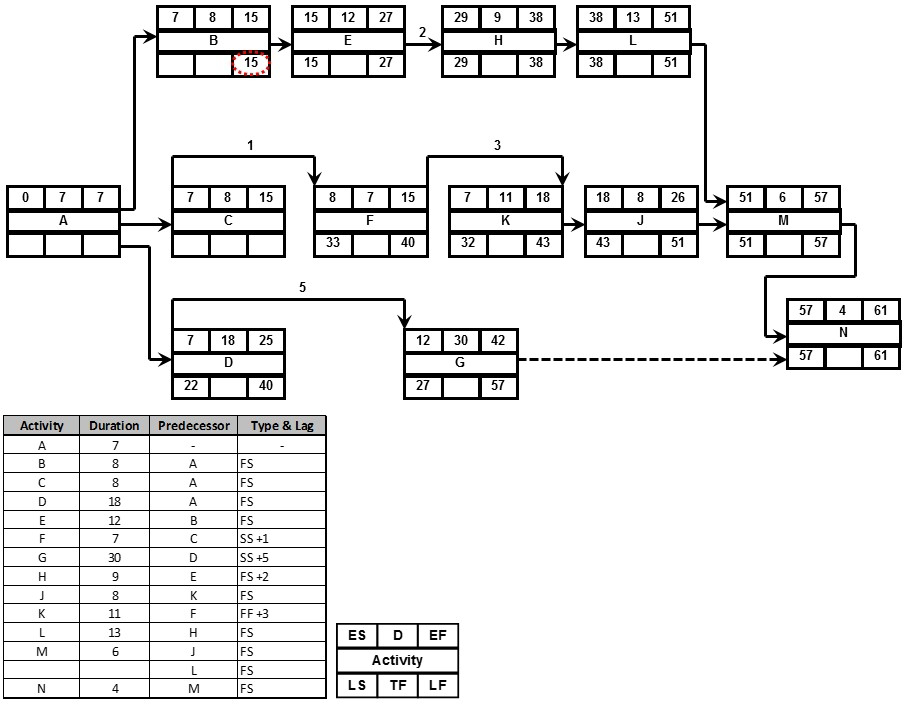 7 8 15 15 12 27 29 9 38 38 13 51
B E 2 H L
15 15 27 29 38 38 51
1 3
0 7 7 7 8 15 8 7 15 7 11 18 18 8 26 51 6 57
A C F K J M
33 40 32 43 43 51 51 57
5
57 4 61
N
57 61
7 18 25 12 30 42
D G
22 40 27 57
Activity Duration Predecessor Type & Lag
A 7 - -
B 8 A FS
C 8 A FS
D 18 A FS
E 12 B FS
F 7 C SS +1
G 30 D SS +5
H 9 E FS +2
J 8 K FS
K 11 F FF +3
L 13 H FS
M 6 J FS
L FS
N 4 M FS
ES D EF
Activity
LS TF LF